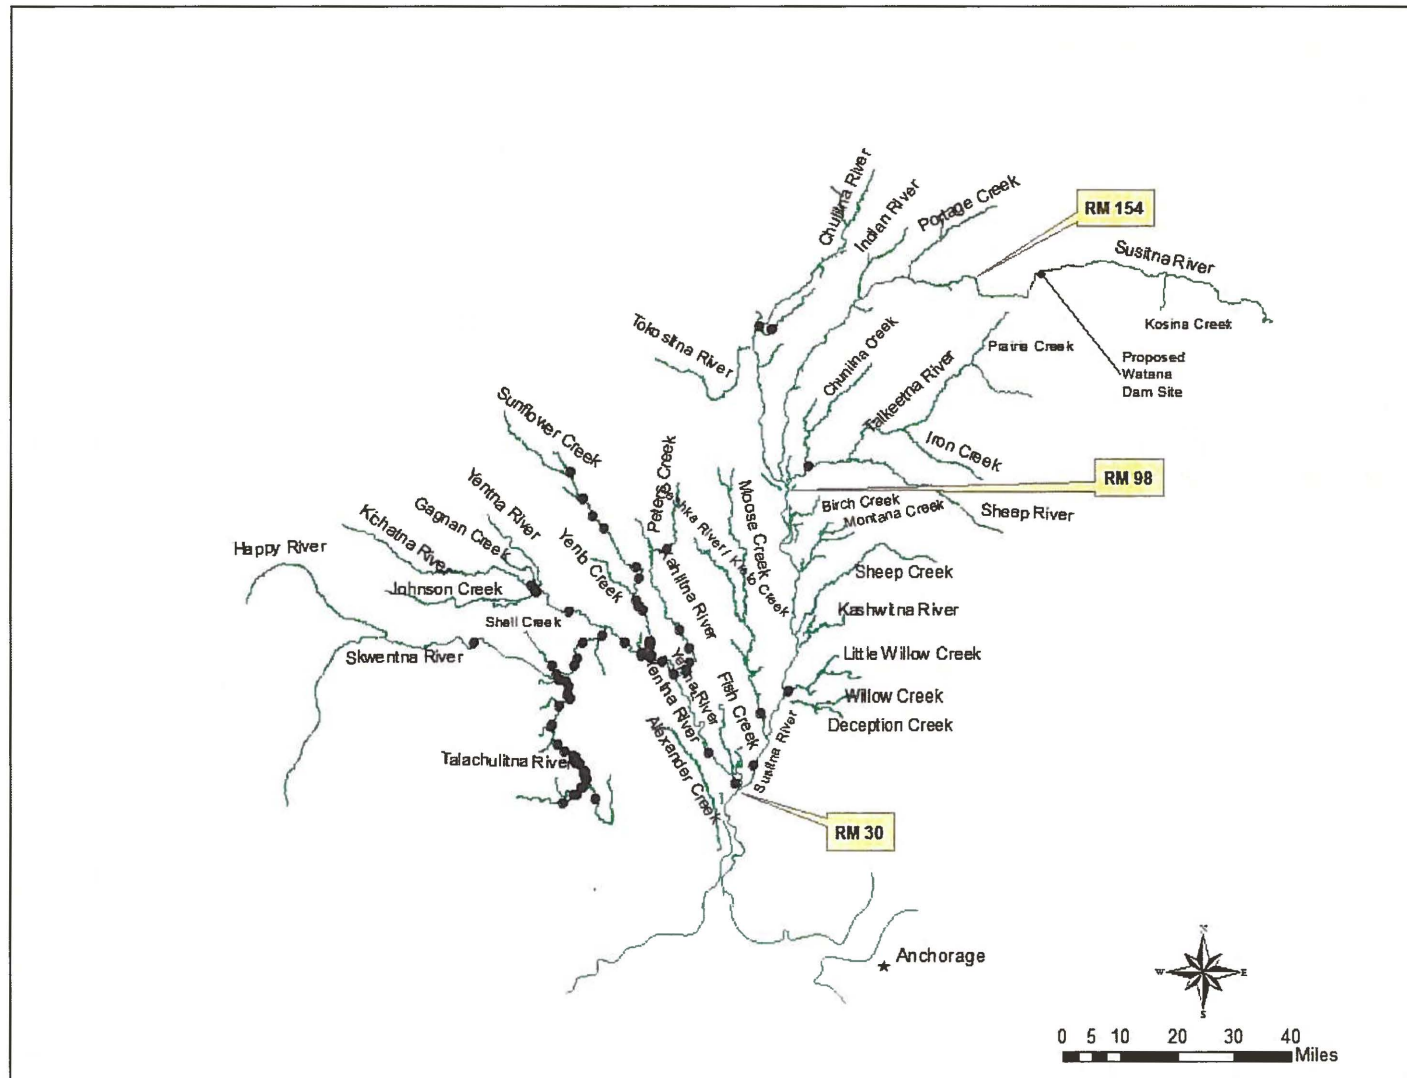 Chulitna River
Indian River
Portage Creek
RM 154
Susitna River
Kosina Creek
Tokositna River
Chunilna Creek
Prairie Creek
Proposed
Watana
Dam Site
Talkeetna River
Iron Creek
Sunflower Creek
RM 98
Peters Creek
Moose Creek
Birch Creek
Montana Creek
Sheep River
Yentna River
Gagnan Creek
Kichatna River
Happy River
Yenlo Creek
Kahiltna River
Sheep Creek
Johnson Creek
Kashwitna River
Shell Creek
Skwentna River
Little Willow Creek
Yentna River
Yentna River
Fish Creek
Willow Creek
Deception Creek
Alexander Creek
Susitna River
Talachulitna River
RM 30
Anchorage
N
W
E
S
0 5 10 20 30 40
Miles